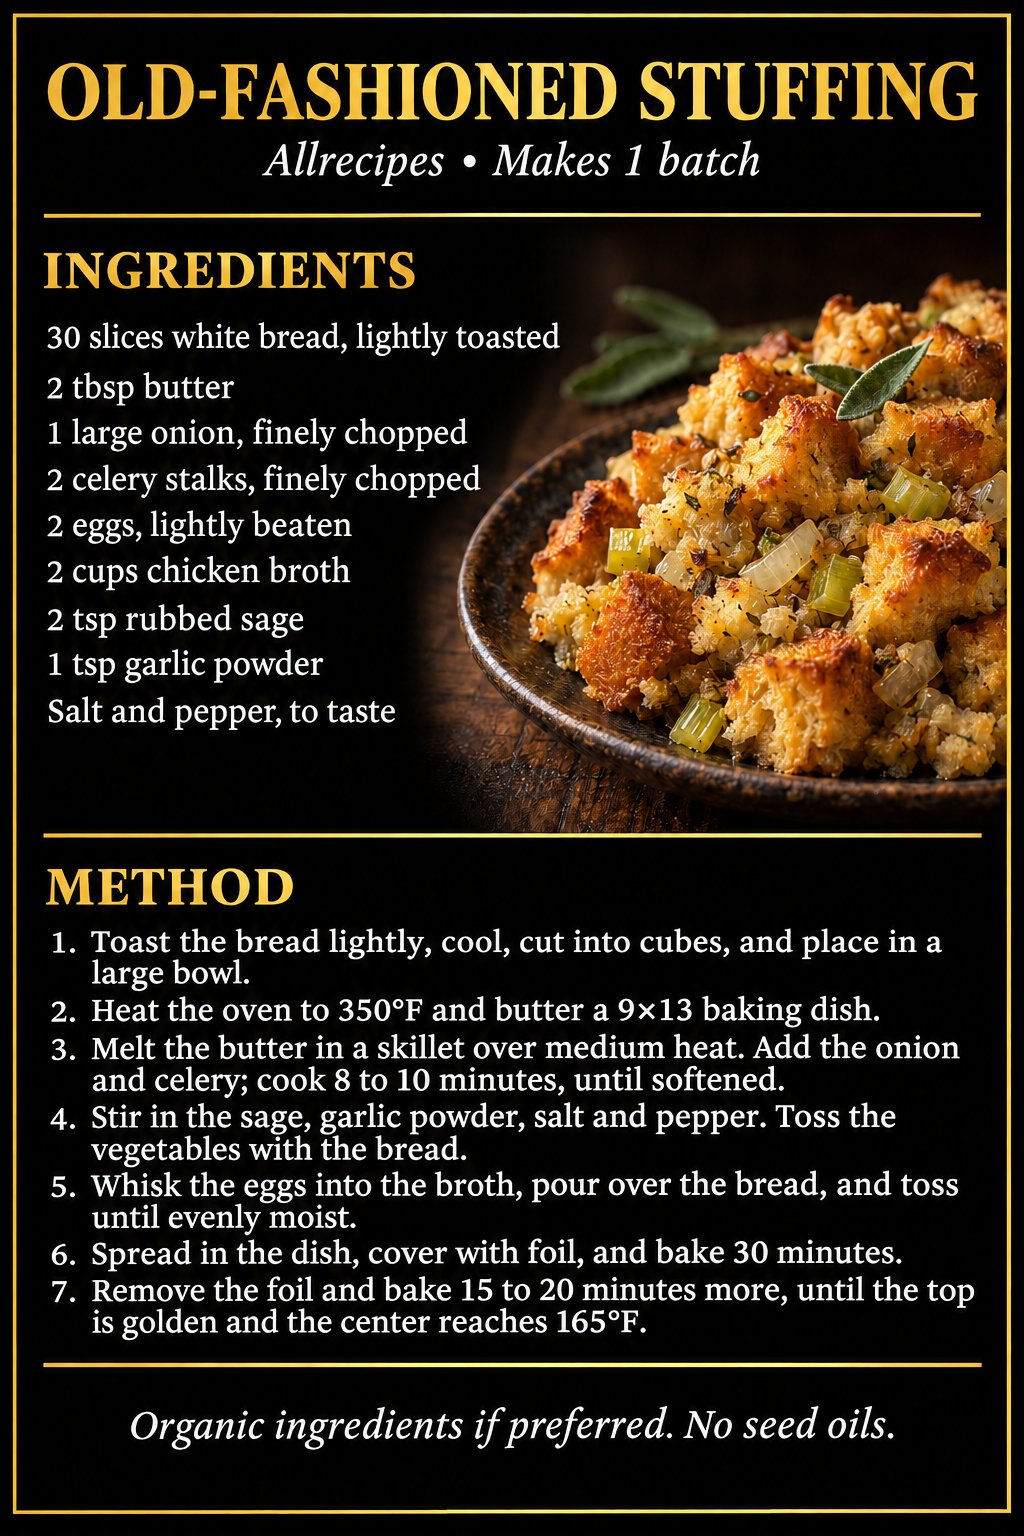 OLD-FASHIONED STUFFING
Allrecipes • Makes 1 batch
INGREDIENTS
30 slices white bread, lightly toasted
2 tbsp butter
1 large onion, finely chopped
2 celery stalks, finely chopped
2 eggs, lightly beaten
2 cups chicken broth
2 tsp rubbed sage
1 tsp garlic powder
Salt and pepper, to taste
METHOD
1. Toast the bread lightly, cool, cut into cubes, and place in a
large bowl.
2. Heat the oven to 350°F and butter a 9×13 baking dish.
3. Melt the butter in a skillet over medium heat. Add the onion
and celery; cook 8 to 10 minutes, until softened.
4. Stir in the sage, garlic powder, salt and pepper. Toss the
vegetables with the bread.
5. Whisk the eggs into the broth, pour over the bread, and toss
until evenly moist.
6. Spread in the dish, cover with foil, and bake 30 minutes.
7. Remove the foil and bake 15 to 20 minutes more, until the top
is golden and the center reaches 165°F.
Organic ingredients if preferred. No seed oils.